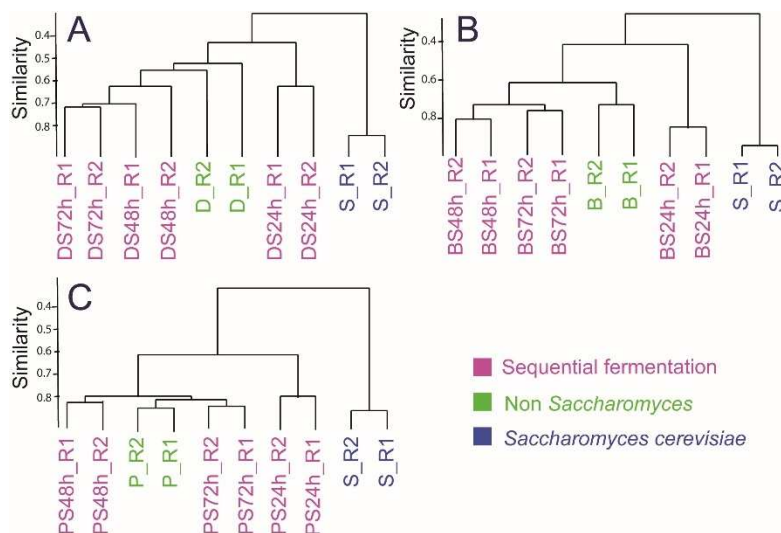 A
Similarity
0.4
0.5
0.6
0.7
0.8
DS72h_R1
DS72h_R2
DS48h_R1
DS48h_R2
D_R2
D_R1
DS24h_R1
DS24h_R2
S_R1
S_R2
B
Similarity
0.4
0.6
0.8
BS48h_R2
BS48h_R1
BS72h_R2
BS72h_R1
B_R2
B_R1
BS24h_R2
BS24h_R1
S_R1
S_R2
C
Similarity
0.4
0.5
0.6
0.8
PS48h_R1
PS48h_R2
P_R2
P_R1
PS72h_R2
PS72h_R1
PS24h_R2
PS24h_R1
S_R2
S_R1
Sequential fermentation
Non Saccharomyces
Saccharomyces cerevisiae